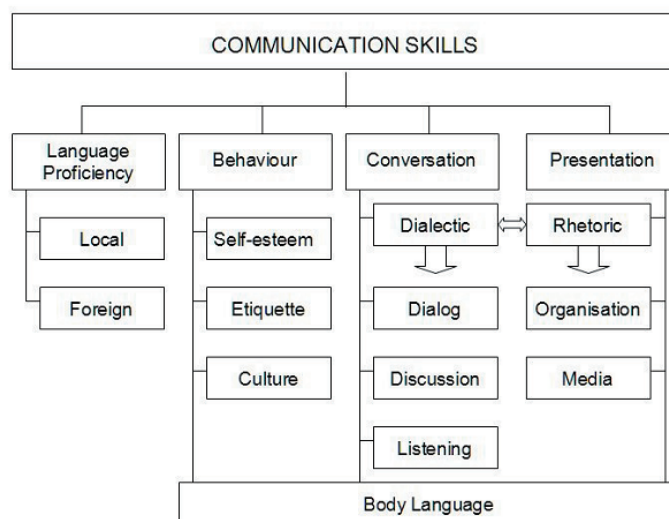 COMMUNICATION SKILLS
Language
Proficiency
Behaviour
Conversation
Presentation
Local
Self-esteem
Dialectic
Rhetoric
Foreign
Etiquette
Dialog
Organisation
Culture
Discussion
Media
Listening
Body Language